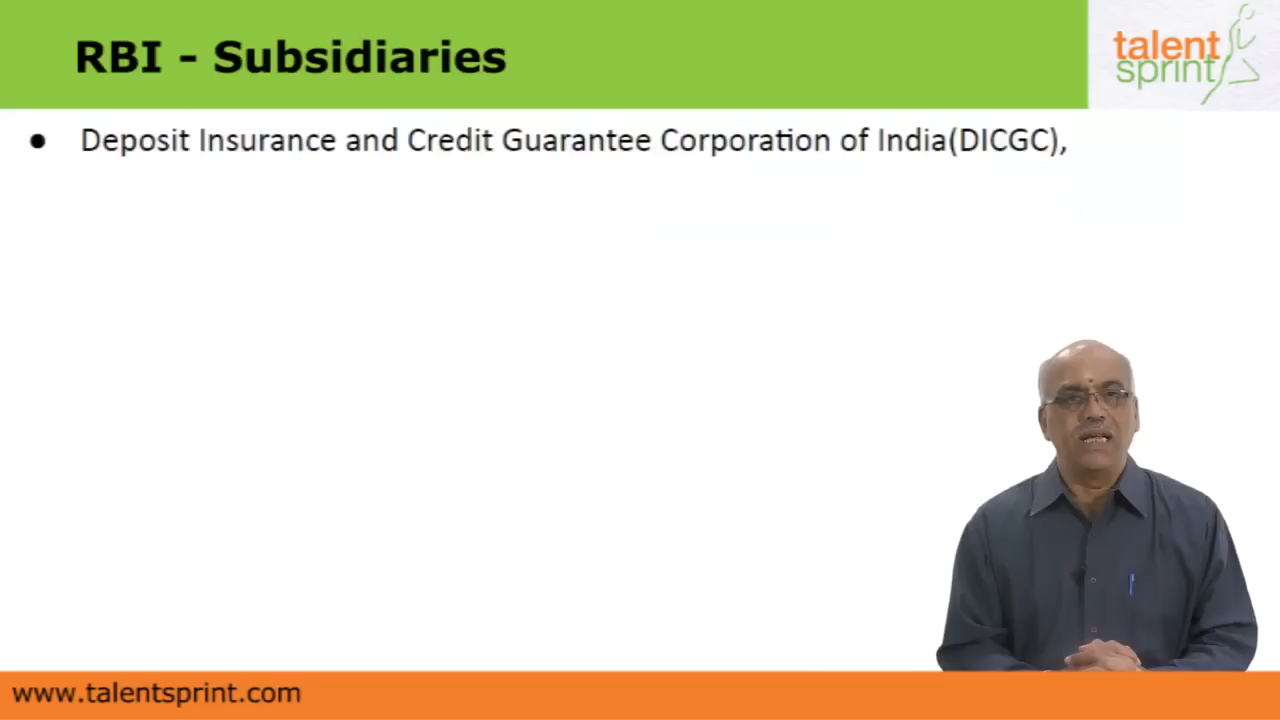 RBI - Subsidiaries
talent
sprint
● Deposit Insurance and Credit Guarantee Corporation of India(DICGC),
www.talentsprint.com